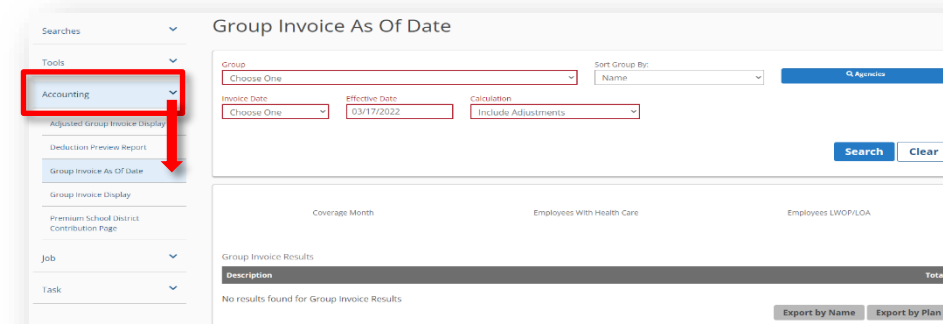 Searches
Tools
Accounting
Adjusted Group Invoice Display
Deduction Preview Report
Group Invoice As Of Date
Group Invoice Display
Premium School District
Contribution Page
Job
Task
Group Invoice As Of Date
Group
Sort Group By:
Choose One
Name
Agencies
Invoice Date
Effective Date
Calculation
Choose One
03/17/2022
Include Adjustments
Search
Clear
Coverage Month
Employees With Health Care
Employees LWOP/LOA
Group Invoice Results
Description
Tota
No results found for Group Invoice Results
Export by Name
Export by Plan